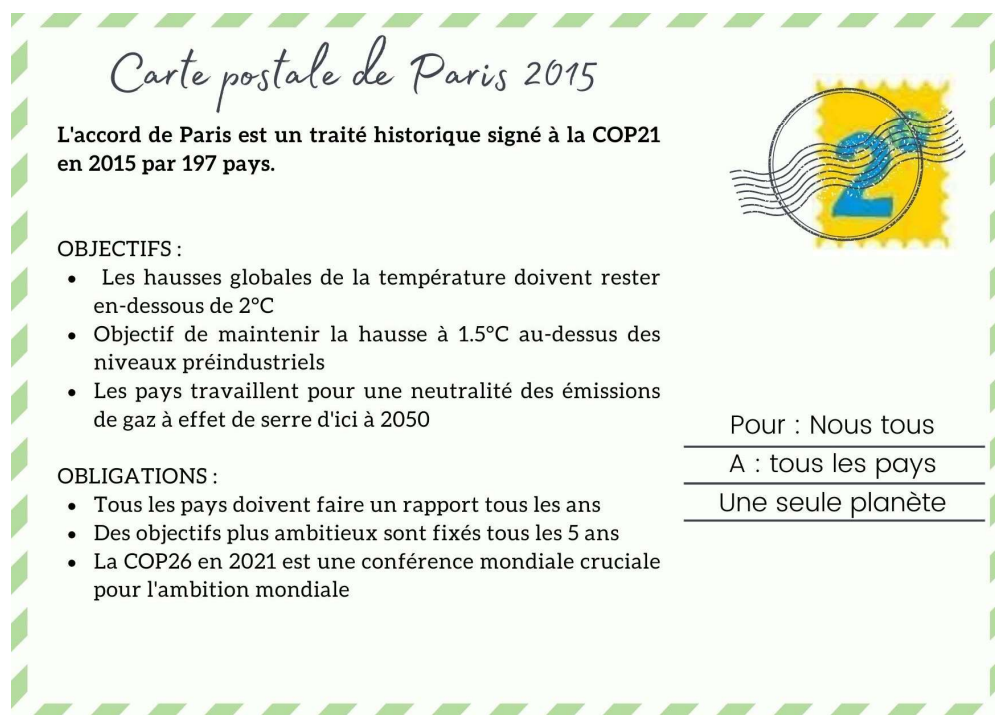 Carte postale de Paris 2015
L'accord de Paris est un traité historique signé à la COP21
en 2015 par 197 pays.
2°
OBJECTIFS :
• Les hausses globales de la température doivent rester
en-dessous de 2°C
• Objectif de maintenir la hausse à 1.5°C au-dessus des
niveaux préindustriels
• Les pays travaillent pour une neutralité des émissions
de gaz à effet de serre d'ici à 2050
OBLIGATIONS :
• Tous les pays doivent faire un rapport tous les ans
• Des objectifs plus ambitieux sont fixés tous les 5 ans
• La COP26 en 2021 est une conférence mondiale cruciale
pour l'ambition mondiale
Pour : Nous tous
A : tous les pays
Une seule planète